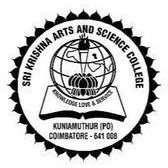 SRI KRISHNA ARTS AND SCIENCE COLLEGE
KNOWLEDGE LOVE & SERVICE
KUNIAMUTHUR (PO)
COIMBATORE - 641 008